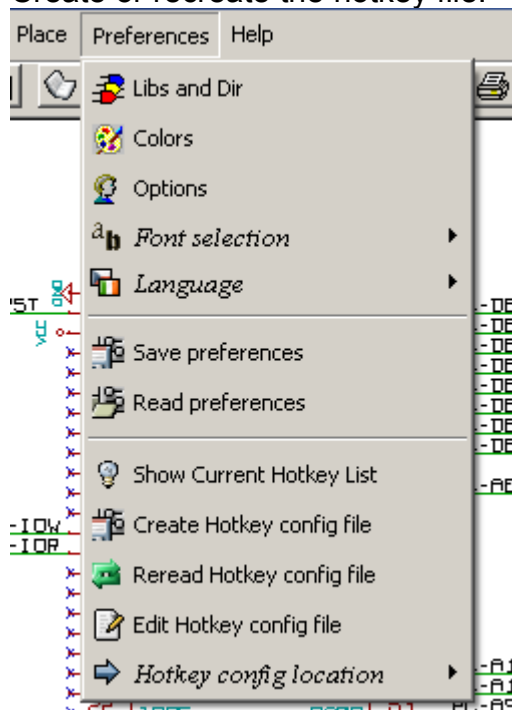 Create or recreate the hotkey file.
Place Preferences Help
Libs and Dir
Colors
Options
Font selection
Language
VCC
Save preferences
Read preferences
Show Current Hotkey List
-IOW
Create Hotkey config file
-IOR
Reread Hotkey config file
Edit Hotkey config file
Hotkey config location